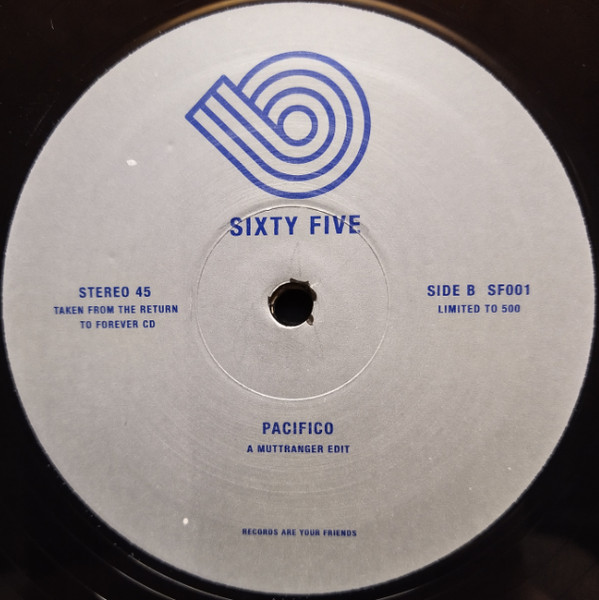 SIXTY FIVE
STEREO 45
TAKEN FROM THE RETURN
TO FOREVER CD
SIDE B SF001
LIMITED TO 500
PACIFICO
A MUTTRANGER EDIT
RECORDS ARE YOUR FRIENDS